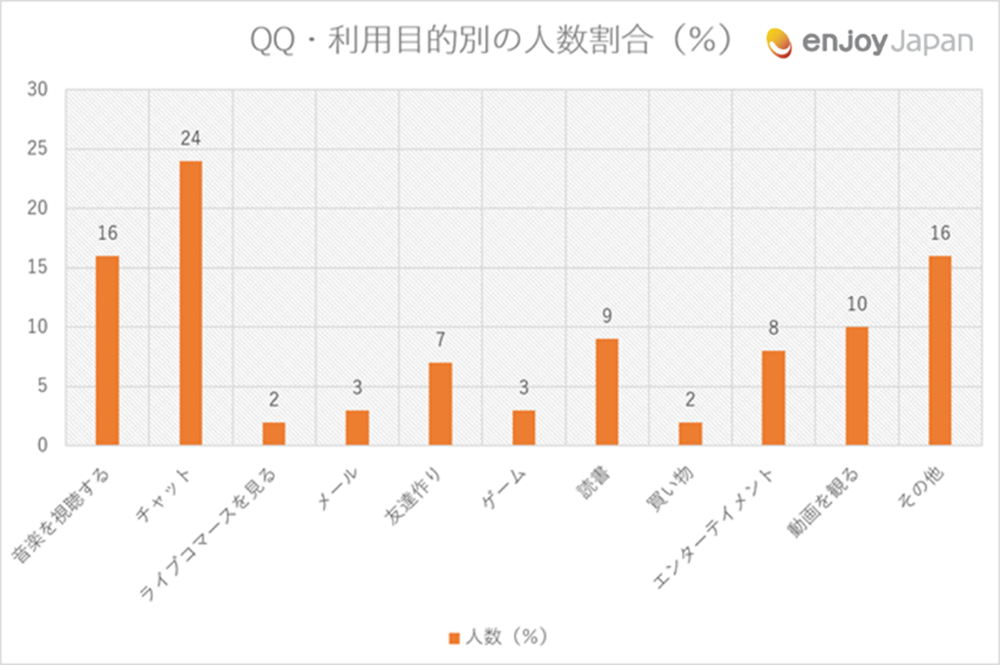 QQ・利用目的別の人数割合（%）
enjoy Japan
30
25
20
15
10
5
0
16
24
2
3
7
3
9
2
8
10
16
音楽を視聴する
チャット
ライブコマースを見る
メール
友達作り
ゲーム
読書
買い物
エンターテイメント
動画を観る
その他
人数（%）